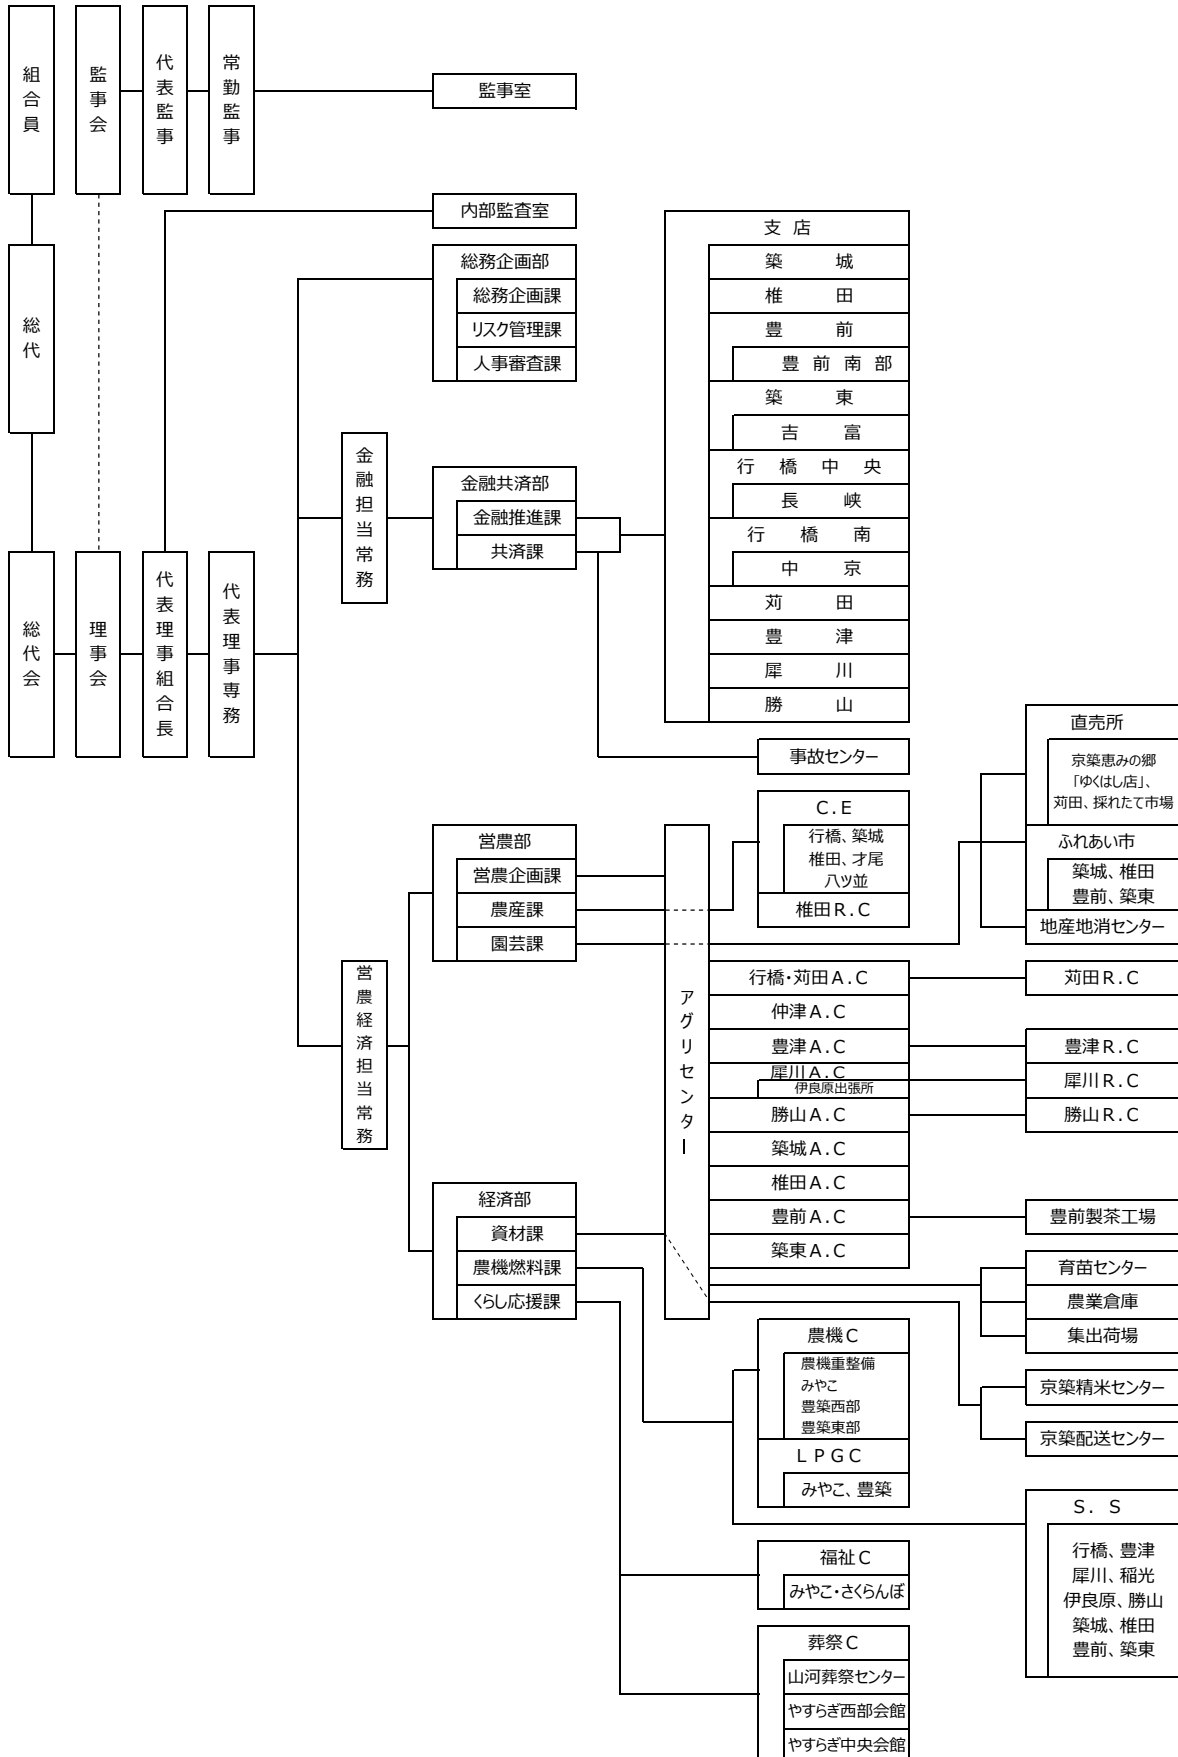 組合員
監事会
代表監事
常勤監事
監事室
総代
内部監査室
総務企画部
総務企画課
リスク管理課
人事審査課
金融担当常務
金融共済部
金融推進課
共済課
総代会
理事会
代表理事組合長
代表理事専務
支店
築城
椎田
豊前
豊前南部
築東
吉富
行橋中央
長峡
行橋南
中京
苅田
豊津
犀川
勝山
事故センター
営農経済担当常務
営農部
営農企画課
農産課
園芸課
経済部
資材課
農機燃料課
くらし応援課
アグリセンター
C.E
行橋、築城
椎田、才尾
八ツ並
椎田R.C
直売所
京築恵みの郷
「ゆくはし店」、
苅田、採れたて市場
ふれあい市
築城、椎田
豊前、築東
地産地消センター
行橋・苅田A.C
仲津A.C
豊津A.C
犀川A.C
伊良原出張所
勝山A.C
築城A.C
椎田A.C
豊前A.C
築東A.C
苅田R.C
豊津R.C
犀川R.C
勝山R.C
豊前製茶工場
育苗センター
農業倉庫
集出荷場
京築精米センター
京築配送センター
農機C
農機重整備
みやこ
豊築西部
豊築東部
LPGC
みやこ、豊築
S.S
行橋、豊津
犀川、稲光
伊良原、勝山
築城、椎田
豊前、築東
福祉C
みやこ・さくらんぼ
葬祭C
山河葬祭センター
やすらぎ西部会館
やすらぎ中央会館